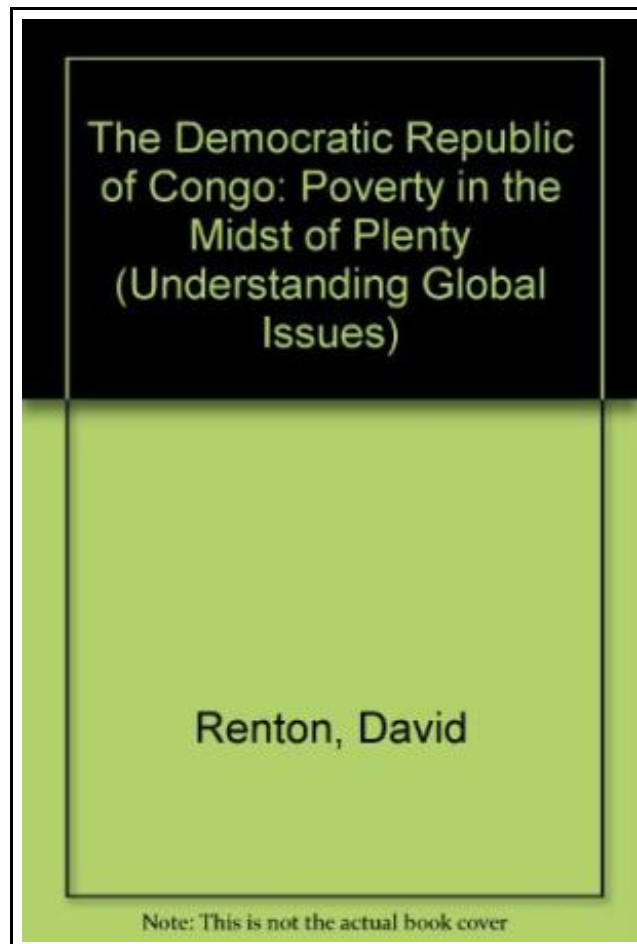 The Democratic Republic
of Congo: Poverty in the
Midst of Plenty
(Understanding Global
Issues)
Renton, David
Note: This is not the actual book cover